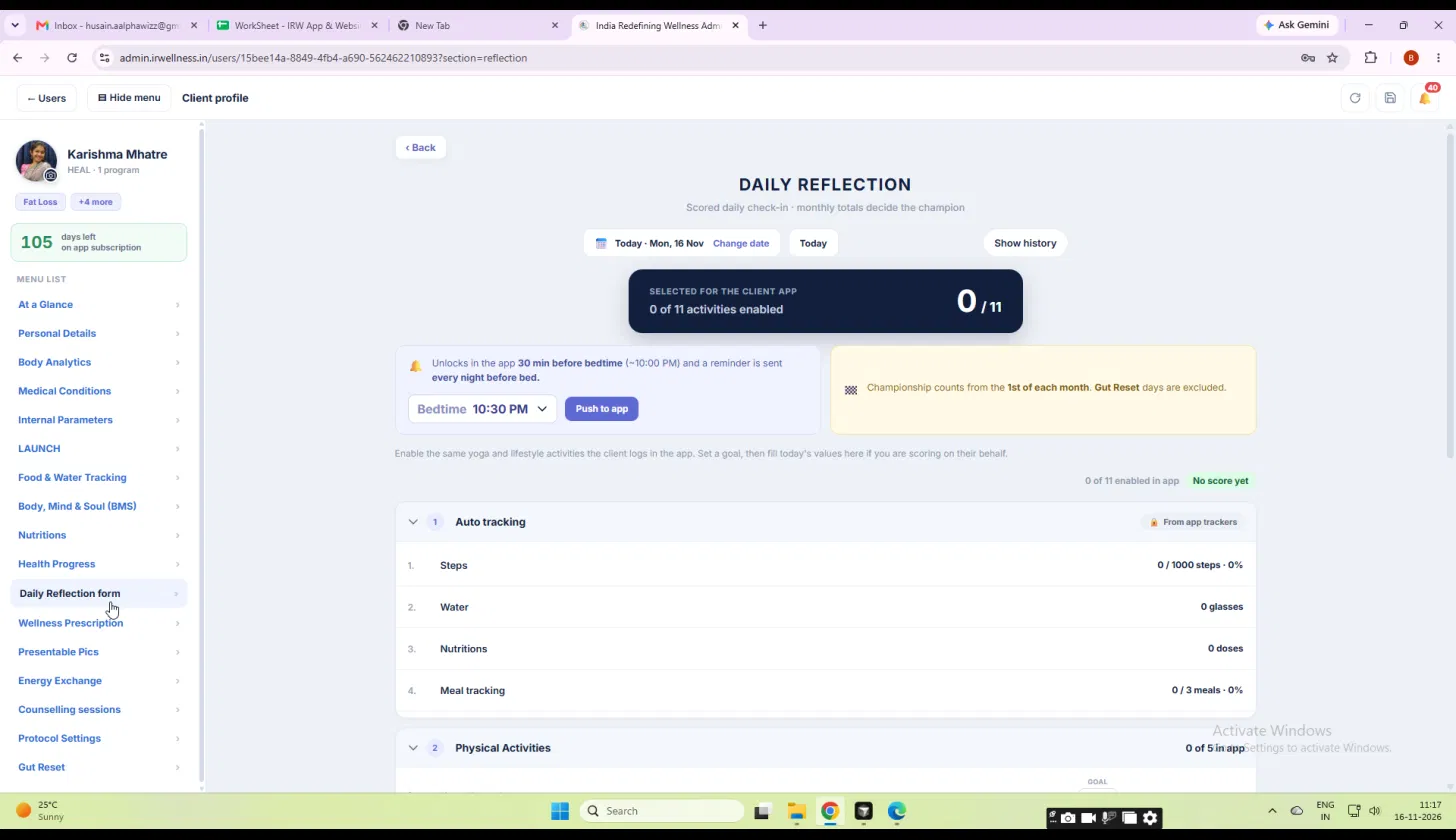 Inbox - husain.aalphawizz@gm
WorkSheet - IRW App & Websi
New Tab
India Redefining Wellness Adm
Ask Gemini
admin.irwellness.in/users/15bee14a-8849-4fb4-a690-562462210893?section=reflection
B
← Users
Hide menu
Client profile
40
Karishma Mhatre
HEAL · 1 program
Fat Loss
+4 more
105 days left
on app subscription
MENU LIST
At a Glance
Personal Details
Body Analytics
Medical Conditions
Internal Parameters
LAUNCH
Food & Water Tracking
Body, Mind & Soul (BMS)
Nutritions
Health Progress
Daily Reflection form
Wellness Prescription
Presentable Pics
Energy Exchange
Counselling sessions
Protocol Settings
Gut Reset
‹ Back
DAILY REFLECTION
Scored daily check-in · monthly totals decide the champion
Today · Mon, 16 Nov Change date
Today
Show history
SELECTED FOR THE CLIENT APP
0 of 11 activities enabled
0 / 11
Unlocks in the app 30 min before bedtime (~10:00 PM) and a reminder is sent
every night before bed.
Bedtime 10:30 PM
Push to app
Championship counts from the 1st of each month. Gut Reset days are excluded.
Enable the same yoga and lifestyle activities the client logs in the app. Set a goal, then fill today's values here if you are scoring on their behalf.
0 of 11 enabled in app No score yet
1 Auto tracking
From app trackers
1. Steps 0 / 1000 steps · 0%
2. Water 0 glasses
3. Nutritions 0 doses
4. Meal tracking 0 / 3 meals · 0%
2 Physical Activities 0 of 5 in app
GOAL
Activate Windows
Settings to activate Windows.
25°C
Sunny
Search
ENG
IN
11:17
16-11-2026